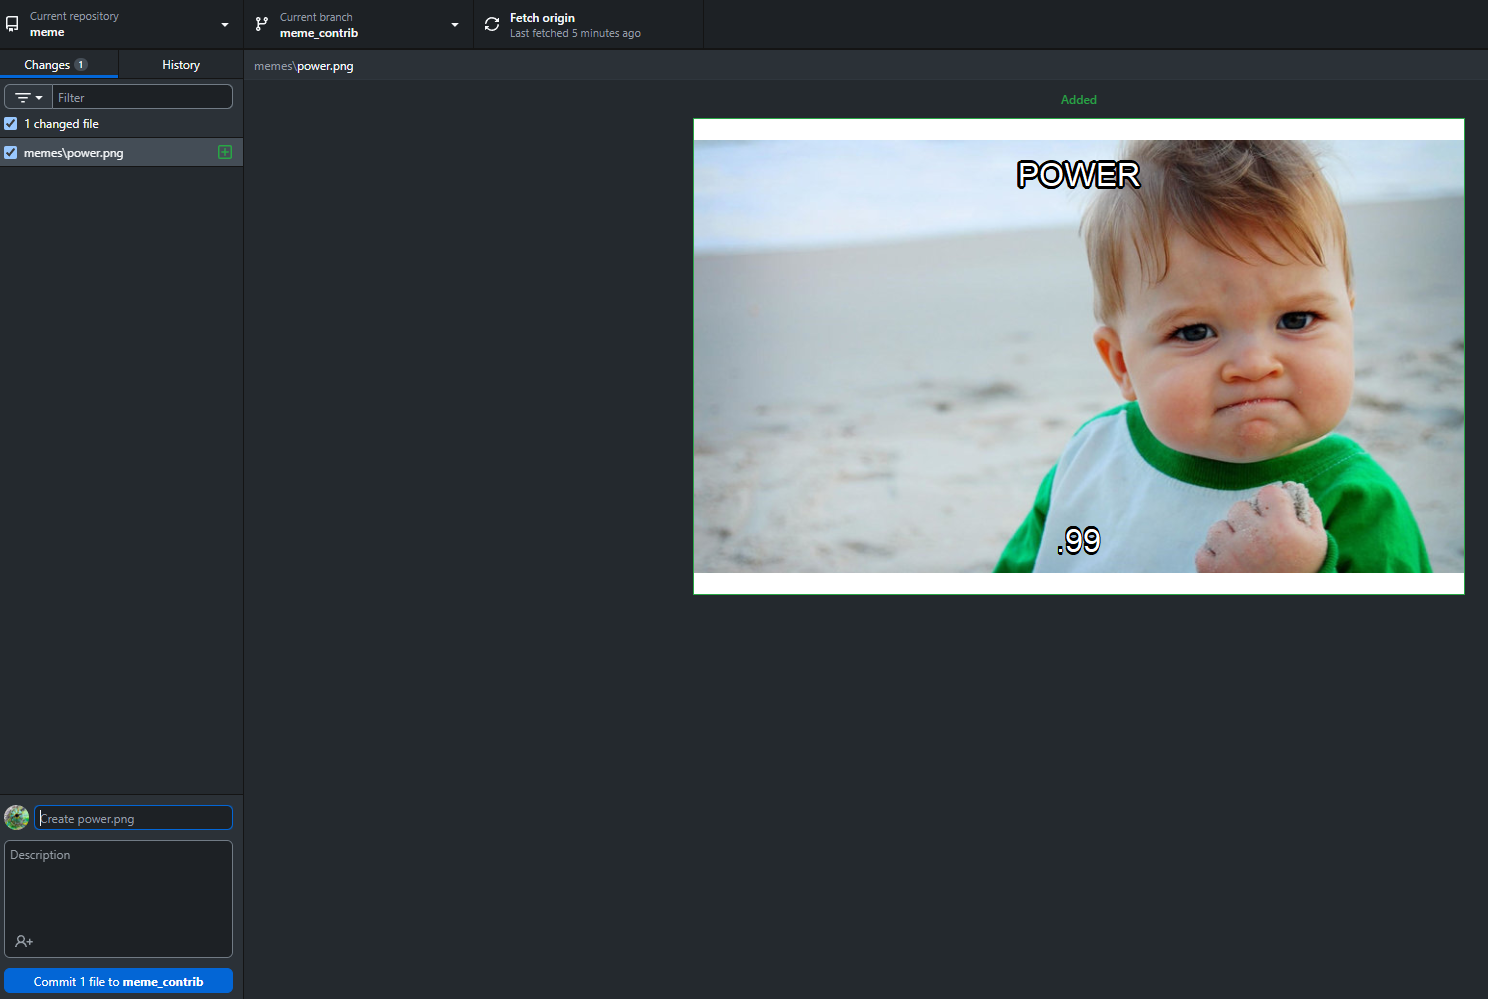 Current repository
meme
Current branch
meme_contrib
Fetch origin
Last fetched 5 minutes ago
Changes 1
History
memes\power.png
Filter
1 changed file
memes\power.png
Added
POWER
.99
Create power.png
Description
Commit 1 file to meme_contrib